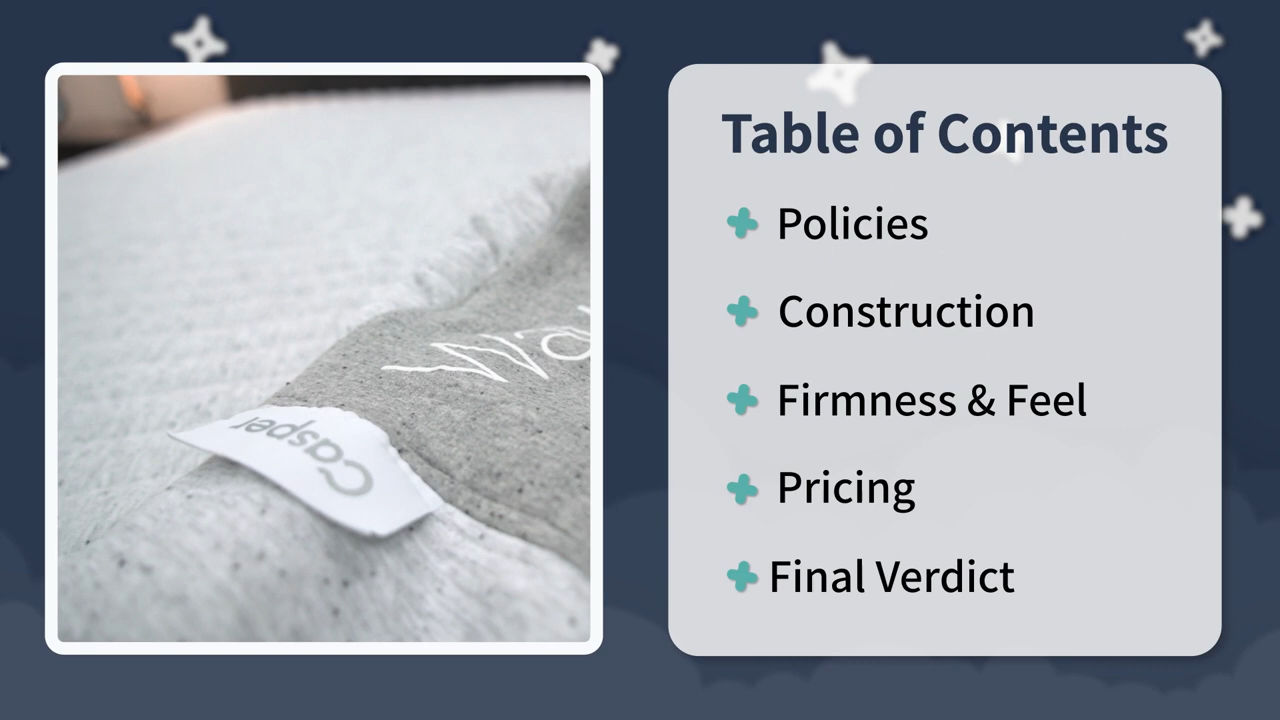 Casper
Table of Contents
Policies
Construction
Firmness & Feel
Pricing
Final Verdict